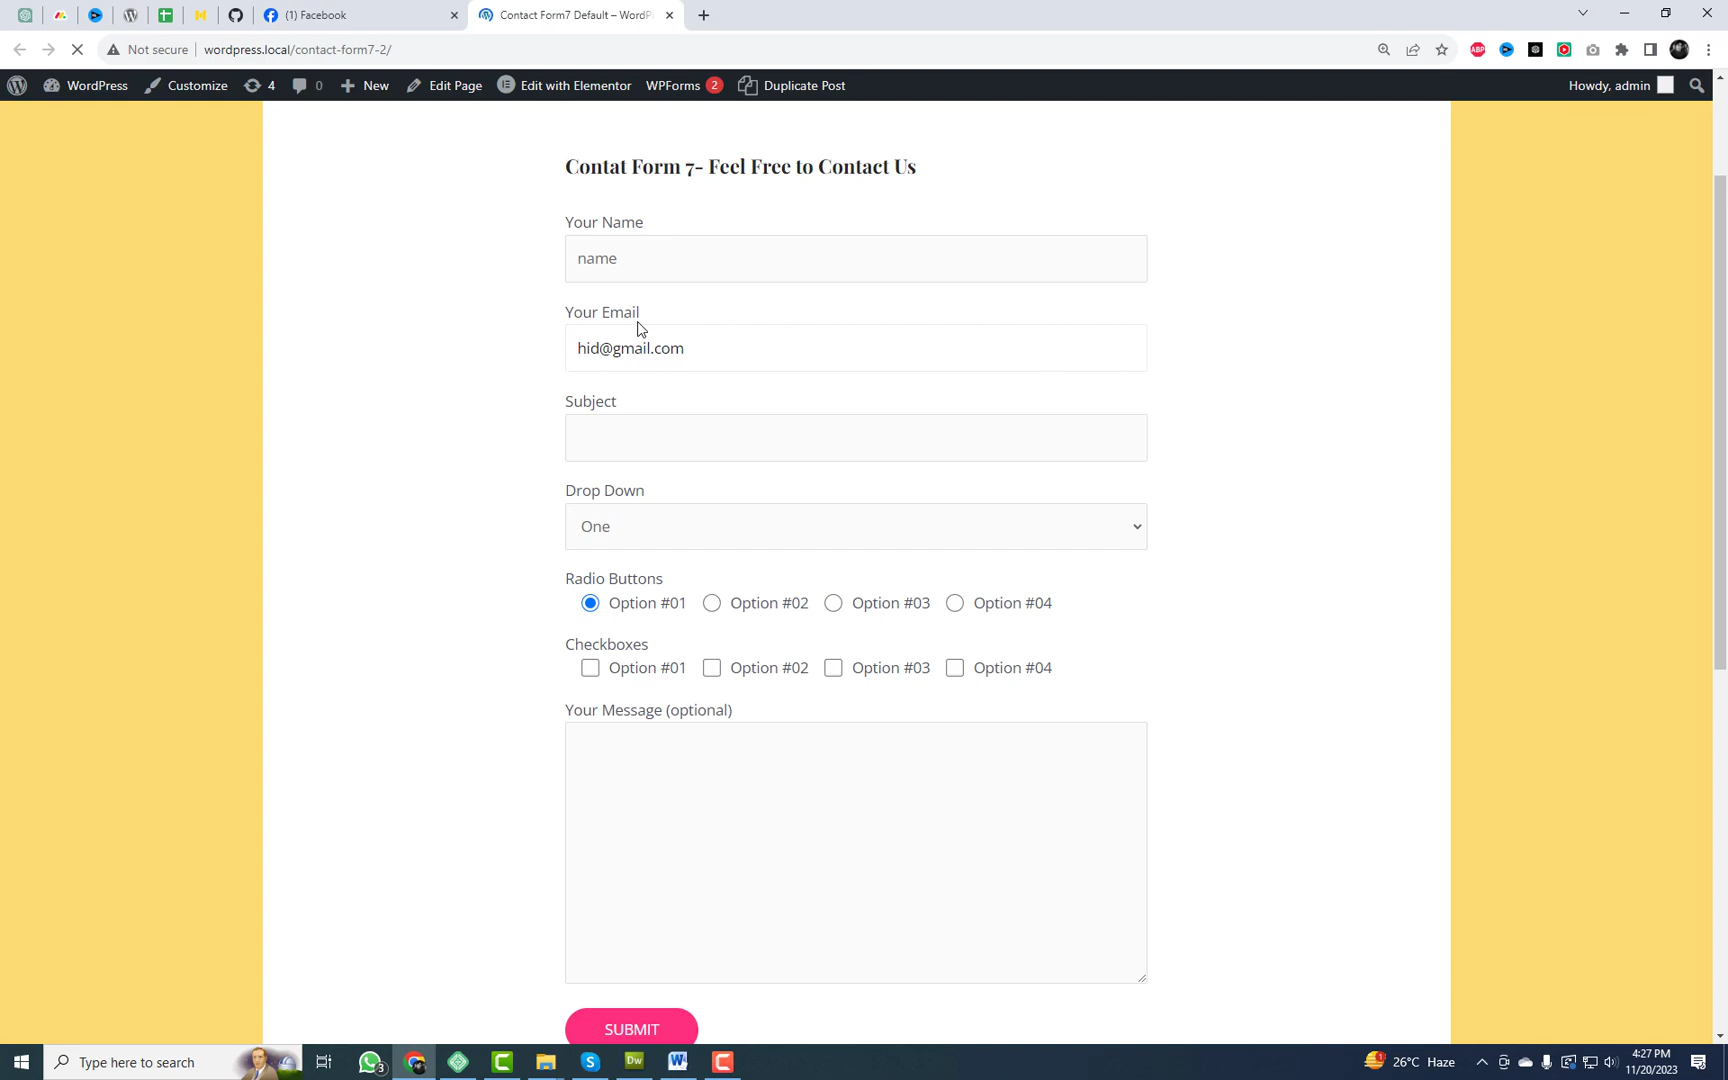 (1) Facebook
Contact Form7 Default – WordP
Not secure
wordpress.local/contact-form7-2/
WordPress
Customize
4
0
New
Edit Page
Edit with Elementor
WPForms 2
Duplicate Post
Howdy, admin
Contat Form 7- Feel Free to Contact Us
Your Name
name
Your Email
hid@gmail.com
Subject
Drop Down
One
Radio Buttons
Option #01 Option #02 Option #03 Option #04
Checkboxes
Option #01 Option #02 Option #03 Option #04
Your Message (optional)
SUBMIT
Type here to search
3
Dw
W
1
26°C Haze
4:27 PM
11/20/2023